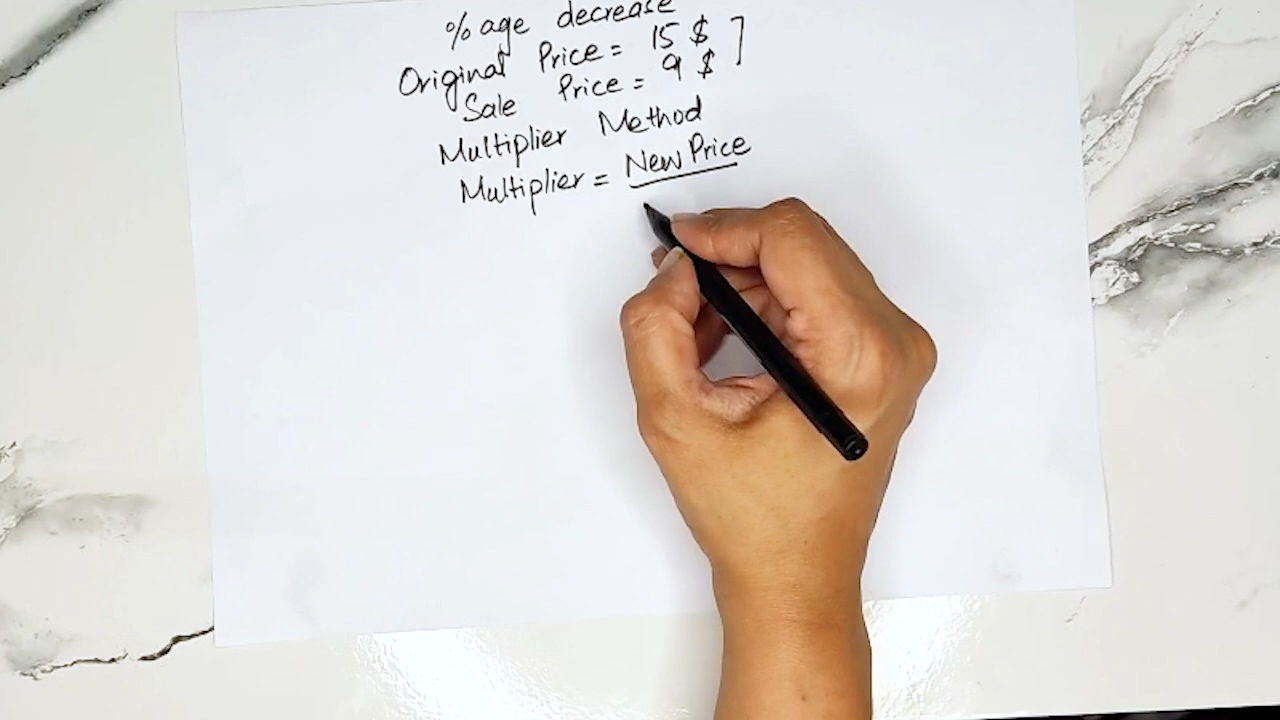 % age decrease
Original Price = 15 $ ]
Sale Price = 9 $
Multiplier Method
Multiplier = New Price